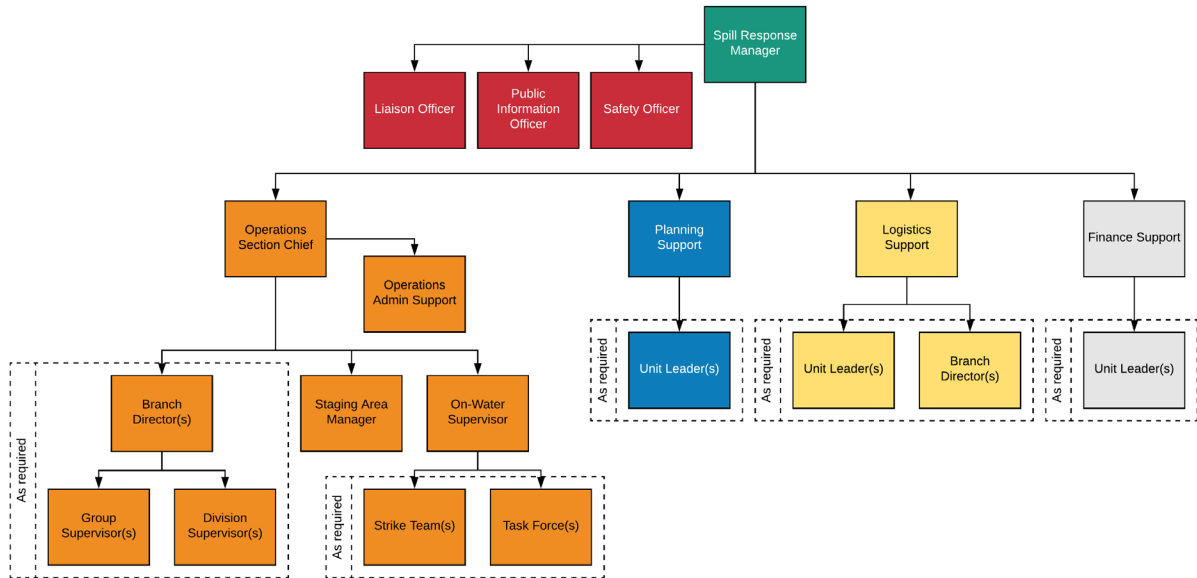 Spill Response
Manager
Liaison Officer
Public
Information
Officer
Safety Officer
Operations
Section Chief
Planning
Support
Logistics
Support
Finance Support
Operations
Admin Support
As required
Unit Leader(s)
As required
Unit Leader(s)
Branch
Director(s)
As required
Unit Leader(s)
As required
Branch
Director(s)
Staging Area
Manager
On-Water
Supervisor
Group
Supervisor(s)
Division
Supervisor(s)
As required
Strike Team(s)
Task Force(s)